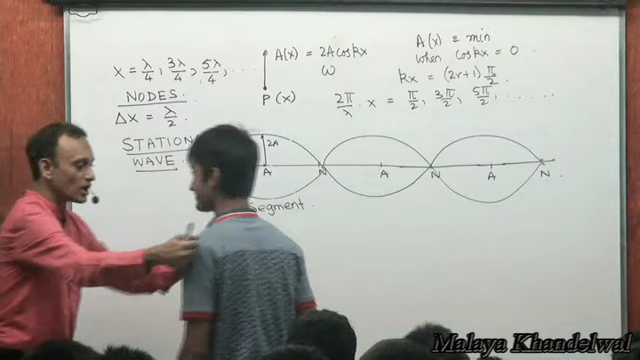 x = λ/4, 3λ/4, 5λ/4, ....
NODES.
Δx = λ/2.
STATION
WAVE
A(x) = 2A cos kx
P(x)
A(x) = min
when cos kx = 0.
kx = (2r+1) π/2.
2π/λ . x = π/2, 3π/2, 5π/2, ......
2A
A N A N A N
Segment
Malaya Khandelwal